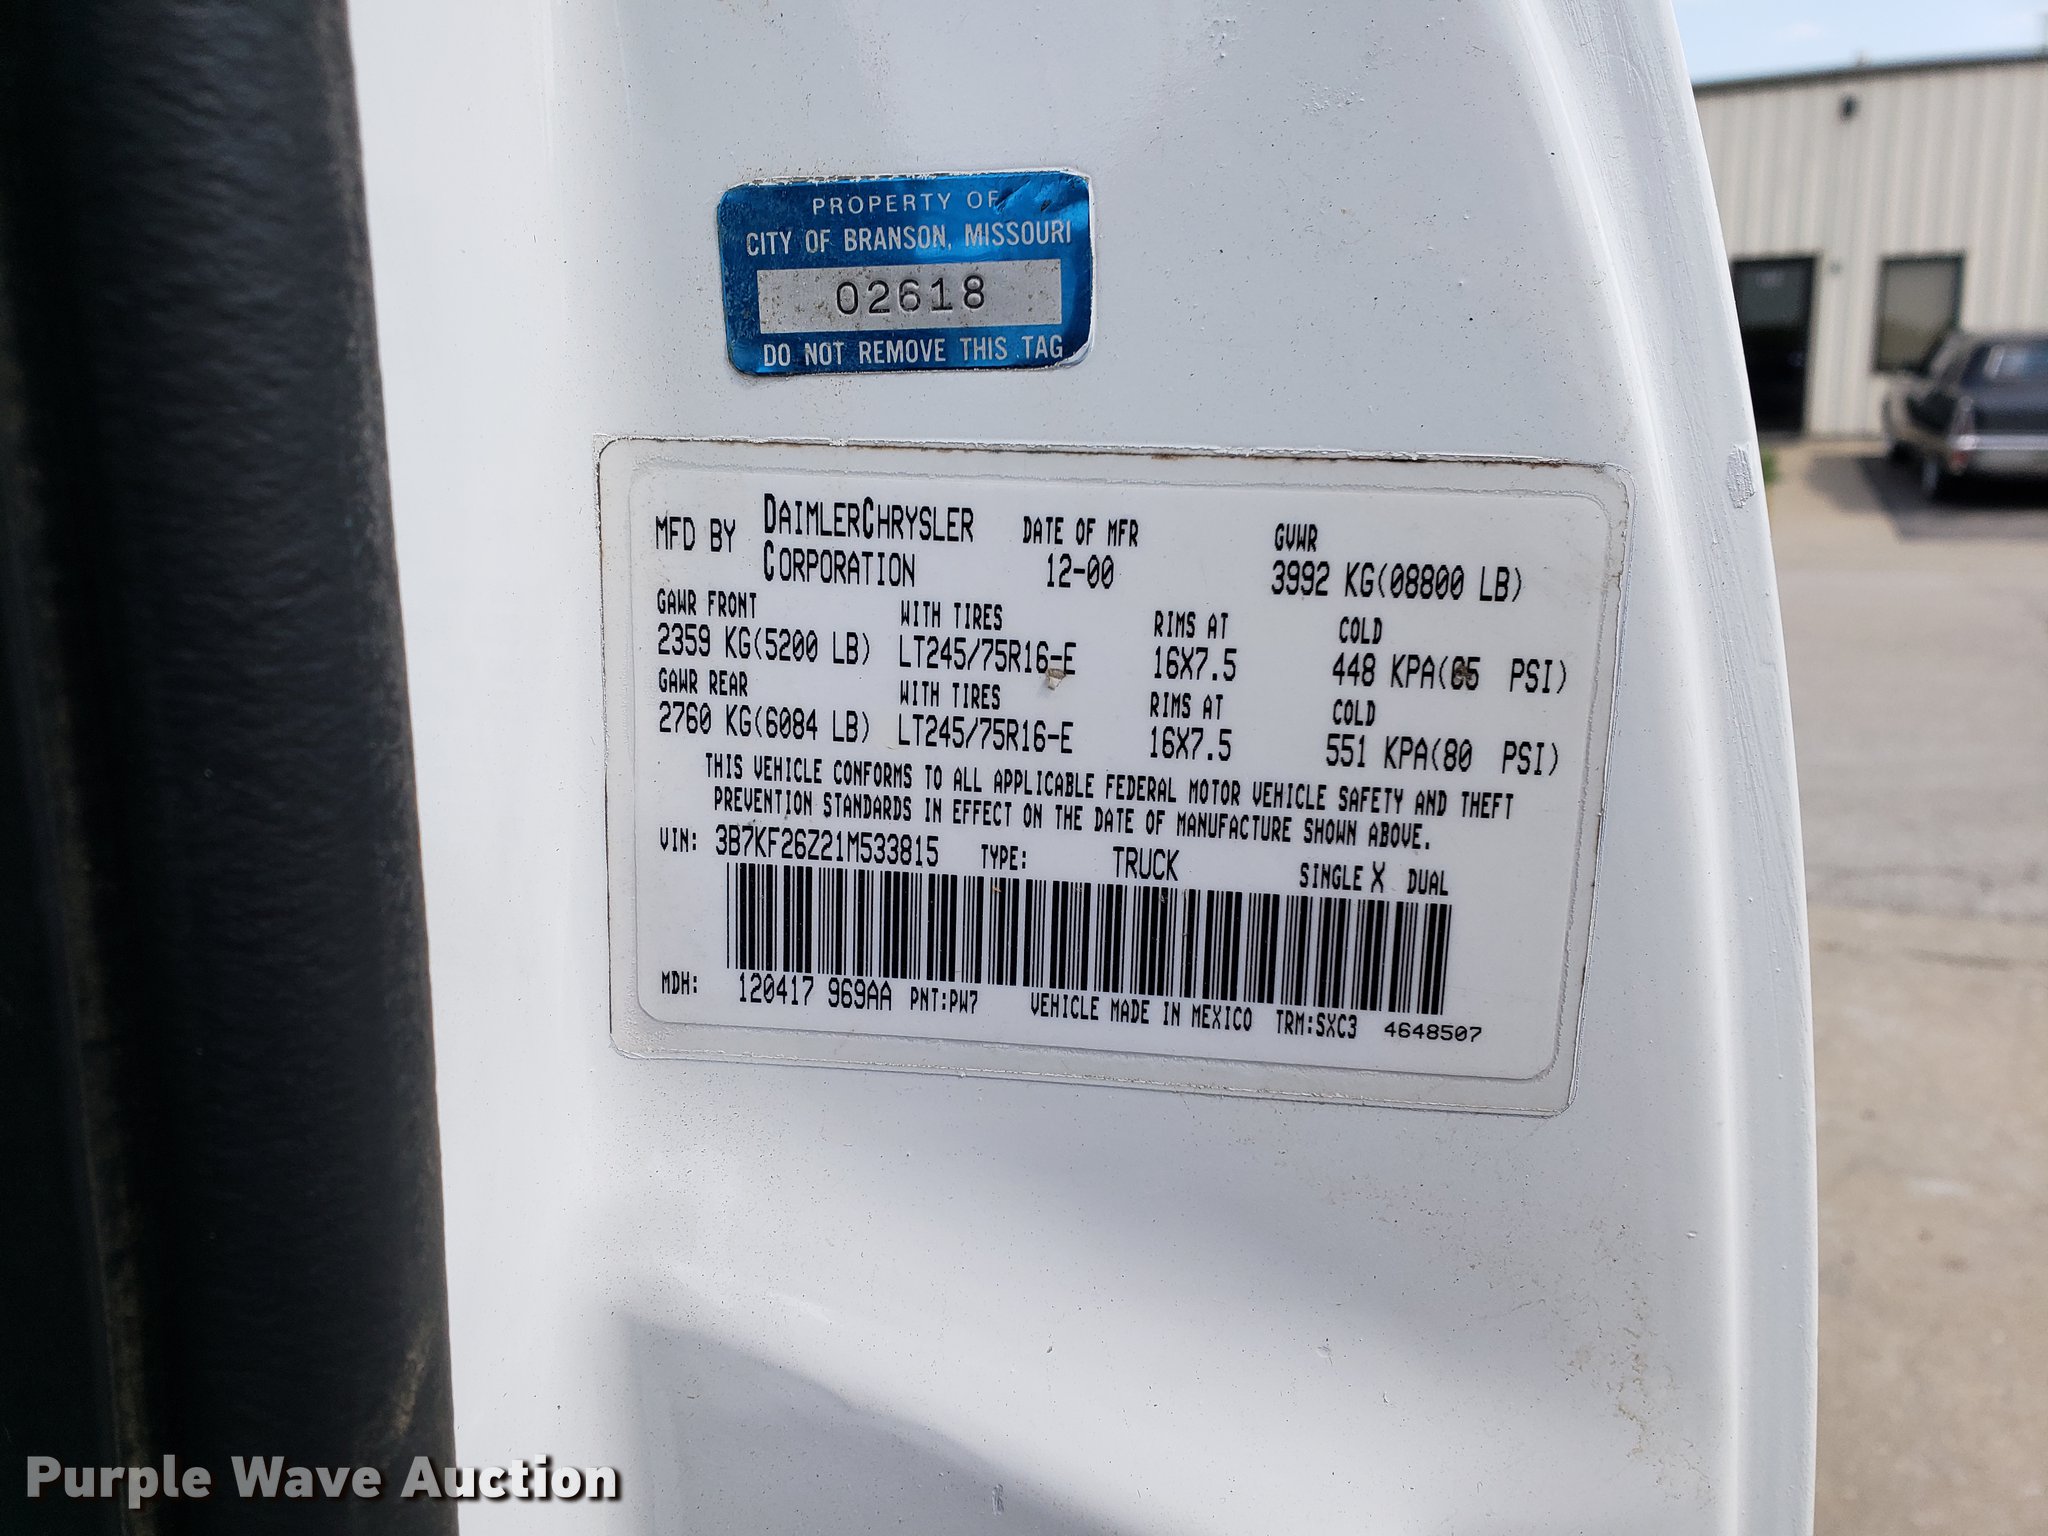 PROPERTY OF
CITY OF BRANSON, MISSOURI
02618
DO NOT REMOVE THIS TAG
MFD BY DAIMLERCHRYSLER CORPORATION DATE OF MFR 12-00 GVWR 3992 KG(08800 LB)
GAWR FRONT WITH TIRES RIMS AT COLD
2359 KG(5200 LB) LT245/75R16-E 16X7.5 448 KPA(65 PSI)
GAWR REAR WITH TIRES RIMS AT COLD
2760 KG(6084 LB) LT245/75R16-E 16X7.5 551 KPA(80 PSI)
THIS VEHICLE CONFORMS TO ALL APPLICABLE FEDERAL MOTOR VEHICLE SAFETY AND THEFT
PREVENTION STANDARDS IN EFFECT ON THE DATE OF MANUFACTURE SHOWN ABOVE.
VIN: 3B7KF26Z21M533815 TYPE: TRUCK SINGLE X DUAL
MDH: 120417 969AA PNT:PW7 VEHICLE MADE IN MEXICO TRM:SXC3 4648507
Purple Wave Auction